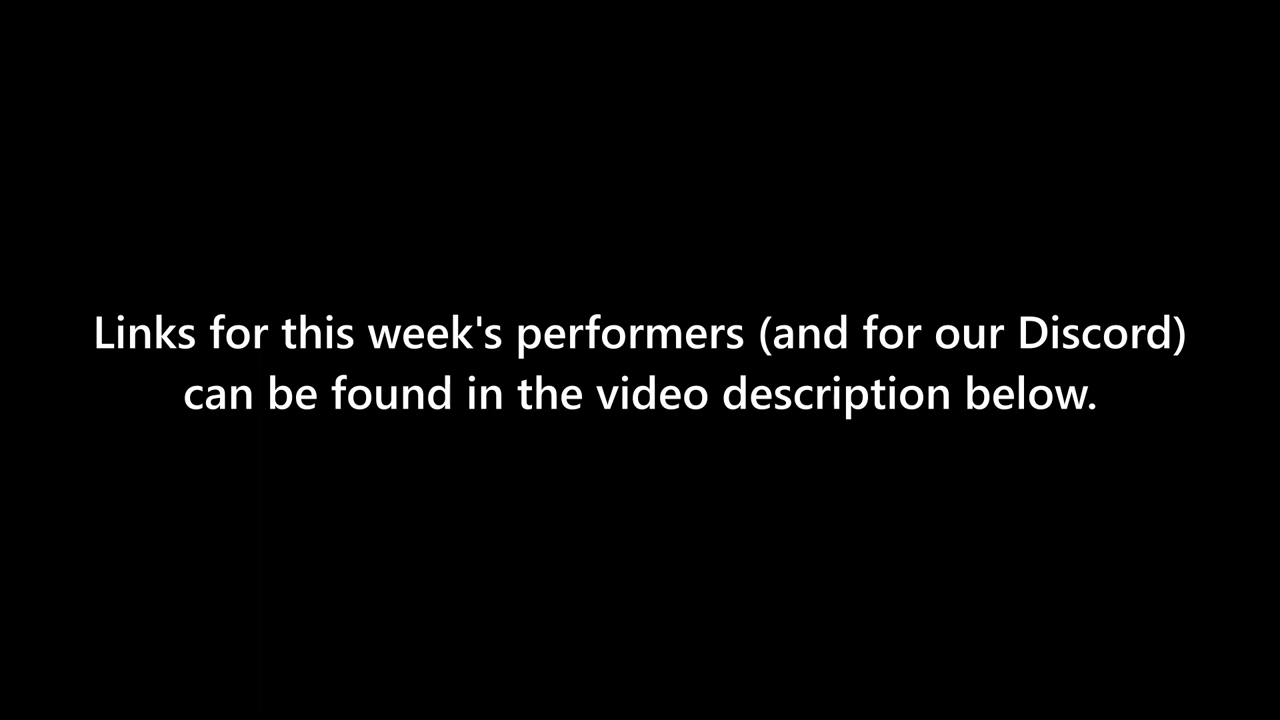 Links for this week's performers (and for our Discord)
can be found in the video description below.